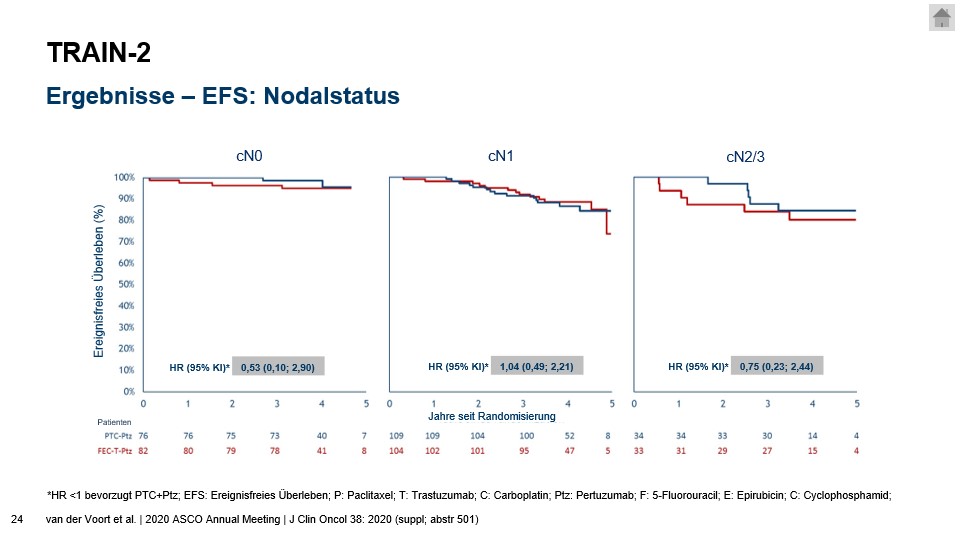 TRAIN-2
Ergebnisse – EFS: Nodalstatus
cN0
cN1
cN2/3
Ereignisfreies Überleben (%)
100%
90%
80%
70%
60%
50%
40%
30%
20%
10%
0%
HR (95% KI)* 0,53 (0,10; 2,90)
HR (95% KI)* 1,04 (0,49; 2,21)
HR (95% KI)* 0,75 (0,23; 2,44)
0 1 2 3 4 5 0 1 2 3 4 5 0 1 2 3 4 5
Jahre seit Randomisierung
Patienten
PTC-Ptz 76 76 75 73 40 7 109 109 104 100 52 8 34 34 33 30 14 4
FEC-T-Ptz 82 80 79 78 41 8 104 102 101 95 47 5 33 31 29 27 15 4
*HR <1 bevorzugt PTC+Ptz; EFS: Ereignisfreies Überleben; P: Paclitaxel; T: Trastuzumab; C: Carboplatin; Ptz: Pertuzumab; F: 5-Fluorouracil; E: Epirubicin; C: Cyclophosphamid;
24 van der Voort et al. | 2020 ASCO Annual Meeting | J Clin Oncol 38: 2020 (suppl; abstr 501)